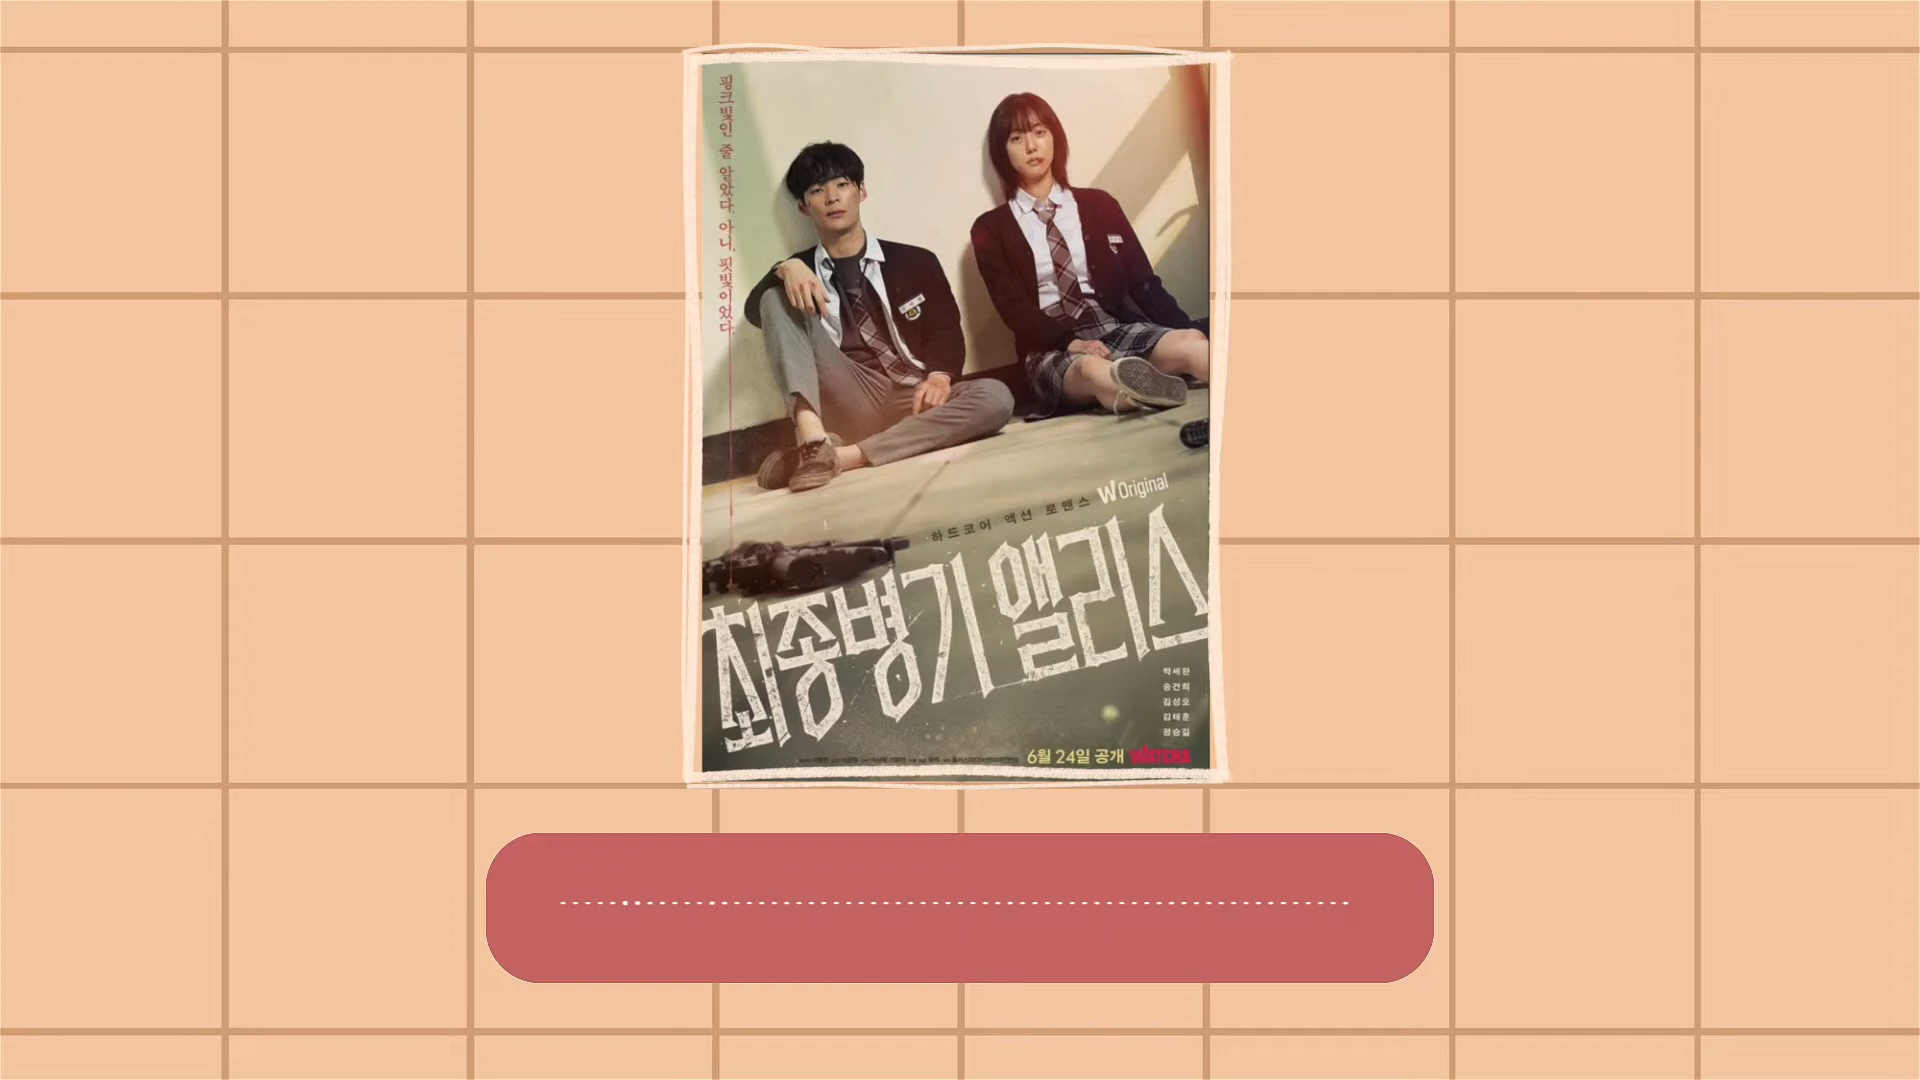 핑크빛인 줄 알았다. 아니, 핏빛이었다.
W Original
하드코어 액션 로맨스
최종병기 앨리스
박세완
송건희
김성오
김태훈
정승길
6월 24일 공개 WATCHA